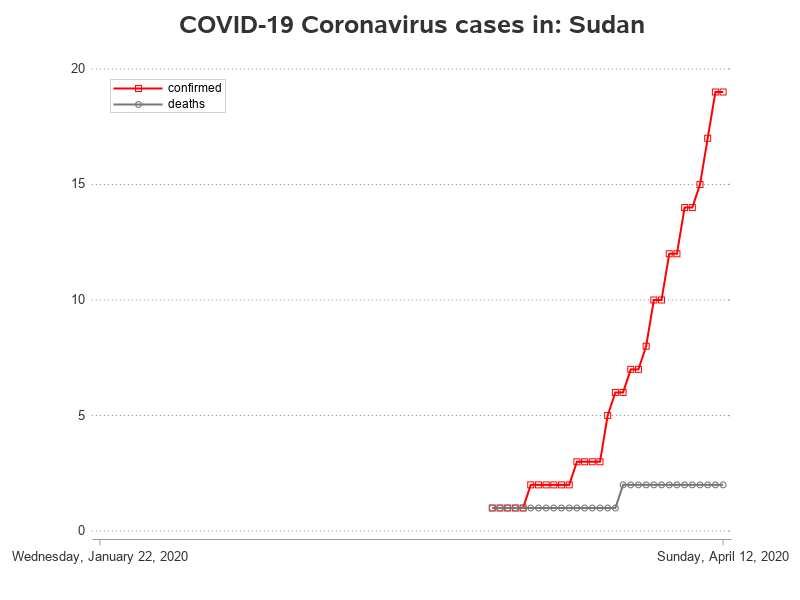 COVID-19 Coronavirus cases in: Sudan
20
confirmed
deaths
15
10
5
0
Wednesday, January 22, 2020
Sunday, April 12, 2020